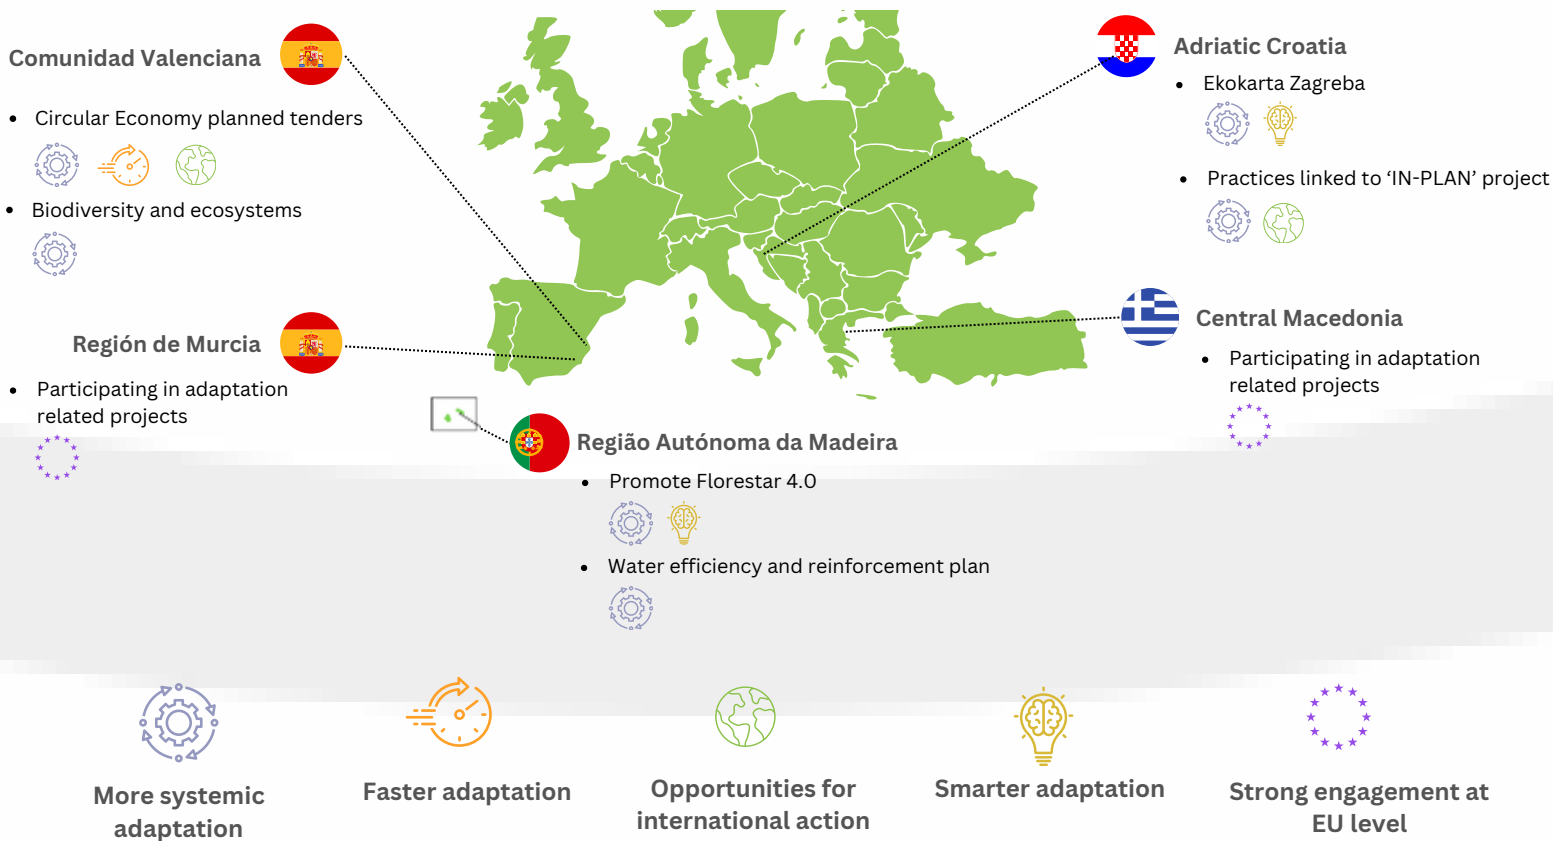 Comunidad Valenciana
• Circular Economy planned tenders
• Biodiversity and ecosystems
Región de Murcia
• Participating in adaptation
related projects
Adriatic Croatia
• Ekokarta Zagreba
• Practices linked to ‘IN-PLAN’ project
Central Macedonia
• Participating in adaptation
related projects
Região Autónoma da Madeira
• Promote Florestar 4.0
• Water efficiency and reinforcement plan
More systemic
adaptation
Faster adaptation
Opportunities for
international action
Smarter adaptation
Strong engagement at
EU level